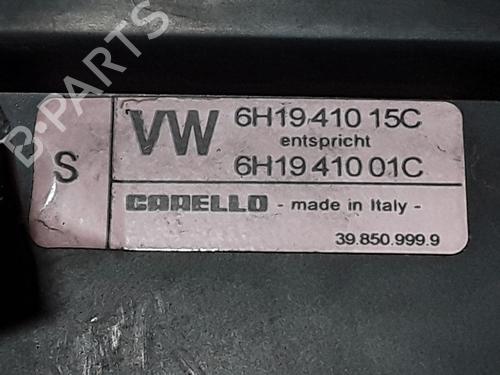 B-PARTS
S
VW
6H19 410 15C
entspricht
6H19 410 01C
CARELLO - made in Italy -
39.850.999.9